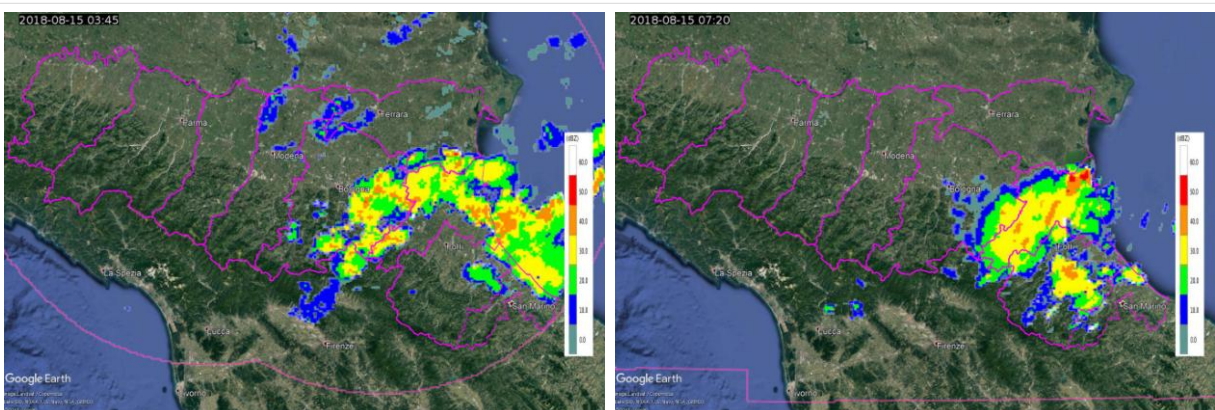 2018-08-15 03:45
Parma
Ferrara
Modena
Bologna
(dBZ)
60.0
50.0
40.0
30.0
20.0
10.0
0.0
La Spezia
San Marino
Lucca
Firenze
Google Earth
2018-08-15 07:20
Parma
Ferrara
Modena
Bologna
(dBZ)
60.0
50.0
40.0
30.0
20.0
10.0
0.0
La Spezia
San Marino
Lucca
Firenze
Google Earth